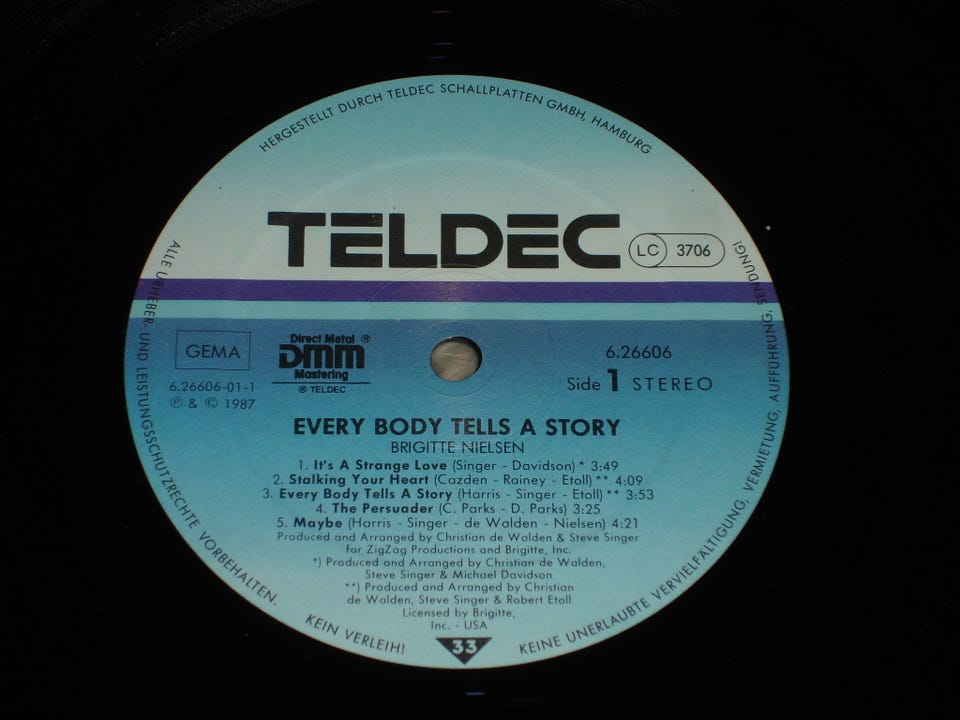 HERGESTELLT DURCH TELDEC SCHALLPLATTEN GMBH, HAMBURG
TELDEC
LC 3706
GEMA
Direct Metal ®
DMM
Mastering
® TELDEC
6.26606-01-1
℗ & © 1987
6.26606
Side 1 STEREO
EVERY BODY TELLS A STORY
BRIGITTE NIELSEN
1. It's A Strange Love (Singer - Davidson) * 3:49
2. Stalking Your Heart (Cazden - Rainey - Etoll) ** 4:09
3. Every Body Tells A Story (Harris - Singer - Etoll) ** 3:53
4. The Persuader (C. Parks - D. Parks) 3:25
5. Maybe (Harris - Singer - de Walden - Nielsen) 4:21
Produced and Arranged by Christian de Walden & Steve Singer
for ZigZag Productions and Brigitte, Inc.
*) Produced and Arranged by Christian de Walden,
Steve Singer & Michael Davidson
**) Produced and Arranged by Christian
de Walden, Steve Singer & Robert Etoll
Licensed by Brigitte,
Inc. - USA
33
ALLE URHEBER- UND LEISTUNGSSCHUTZRECHTE VORBEHALTEN.
KEIN VERLEIH!
KEINE UNERLAUBTE VERVIELFÄLTIGUNG, VERMIETUNG, AUFFÜHRUNG, SENDUNG!